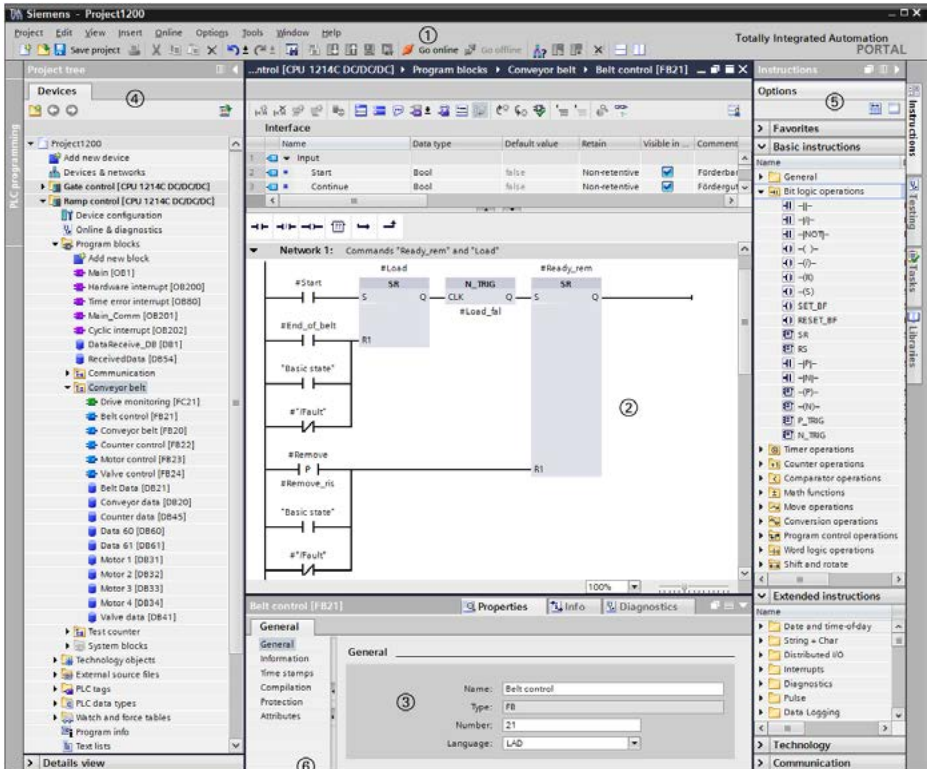 Siemens - Project1200
Project Edit View Insert Online Options Tools Window Help
①
Totally Integrated Automation
PORTAL
Save project
Go online
Go offline
Project tree
Devices
④
PLC programming
Project1200
Add new device
Devices & networks
Gate control [CPU 1214C DC/DC/DC]
Ramp control [CPU 1214C DC/DC/DC]
Device configuration
Online & diagnostics
Program blocks
Add new block
Main [OB1]
Hardware interrupt [OB200]
Time error interrupt [OB80]
Main_Comm [OB201]
Cyclic interrupt [OB202]
DataReceive_DB [DB1]
ReceivedData [DB54]
Communication
Conveyor belt
Drive monitoring [FC21]
Belt control [FB21]
Conveyor belt [FB20]
Counter control [FB22]
Motor control [FB23]
Valve control [FB24]
Belt Data [DB21]
Conveyor data [DB20]
Counter data [DB45]
Data 60 [DB60]
Data 61 [DB61]
Motor 1 [DB31]
Motor 2 [DB32]
Motor 3 [DB33]
Motor 4 [DB34]
Valve data [DB41]
Test counter
System blocks
Technology objects
External source files
PLC tags
PLC data types
Watch and force tables
Program info
Text lists
Details view
...ntrol [CPU 1214C DC/DC/DC] Program blocks Conveyor belt Belt control [FB21]
Interface
Name Data type Default value Retain Visible in ... Comment
1 Input
2 Start Bool false Non-retentive Förderbar
3 Continue Bool false Non-retentive Fördergut
Network 1: Commands "Ready_rem" and "Load"
#Load #Ready_rem
#Start SR N_TRIG SR
S Q CLK Q S Q
#Load_fal
#End_of_belt
R1
"Basic state"
#"/Fault"
②
#Remove
P R1
#Remove_ris
"Basic state"
#"/Fault"
100%
Belt control [FB21]
Properties Info Diagnostics
General
General
Information
Time stamps
Compilation
Protection
Attributes
⑥
General
③
Name: Belt control
Type: FB
Number: 21
Language: LAD
Instructions
Options
⑤
Favorites
Basic instructions
Name
General
Bit logic operations
-||-
-|/|-
-|NOT|-
-( )-
-(/)-
-(R)
-(S)
SET_BF
RESET_BF
SR
RS
-|P|-
-|N|-
-(P)-
-(N)-
P_TRIG
N_TRIG
Timer operations
Counter operations
Comparator operations
Math functions
Move operations
Conversion operations
Program control operations
Word logic operations
Shift and rotate
Extended instructions
Name
Date and time-of-day
String + Char
Distributed I/O
Interrupts
Diagnostics
Pulse
Data Logging
Technology
Communication
Instructions
Testing
Tasks
Libraries